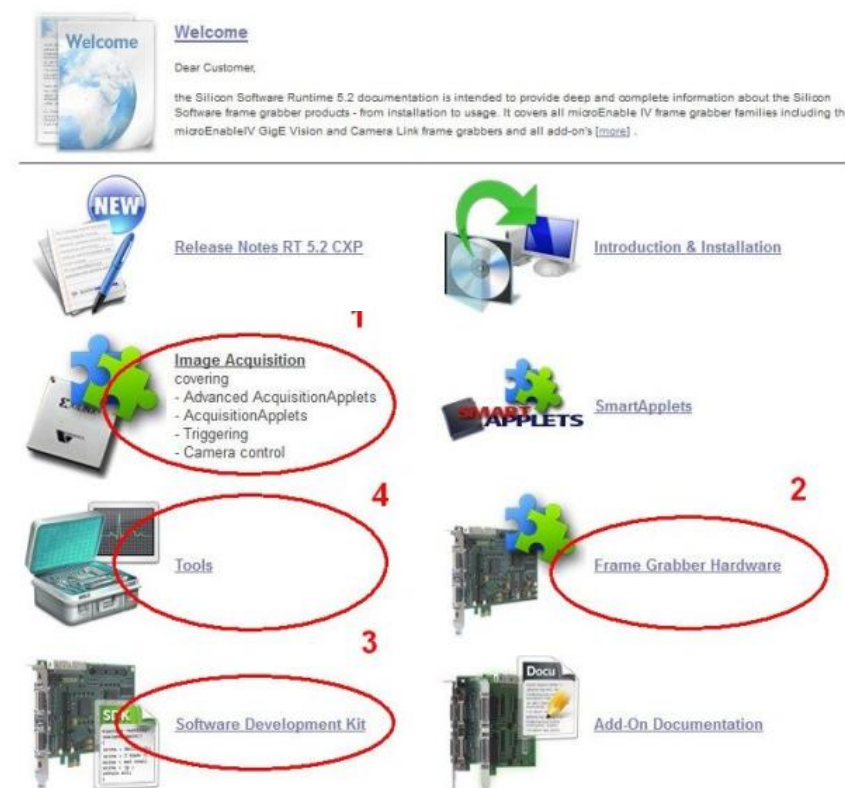 Welcome
Welcome
Dear Customer,
the Silicon Software Runtime 5.2 documentation is intended to provide deep and complete information about the Silicon
Software frame grabber products - from installation to usage. It covers all microEnable IV frame grabber families including th
microEnableIV GigE Vision and Camera Link frame grabbers and all add-on's [more] .
NEW
Release Notes RT 5.2 CXP
Introduction & Installation
1
Image Acquisition
covering
- Advanced AcquisitionApplets
- AcquisitionApplets
- Triggering
- Camera control
SMART
APPLETS
SmartApplets
4
2
Tools
Frame Grabber Hardware
3
SDK
Software Development Kit
Docu
Add-On Documentation